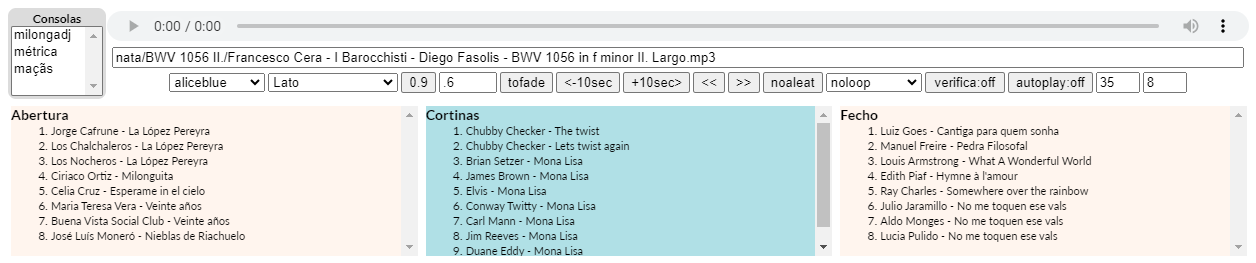 Consolas
milongadj
métrica
maçãs
0:00 / 0:00
nata/BWV 1056 II./Francesco Cera - I Barocchisti - Diego Fasolis - BWV 1056 in f minor II. Largo.mp3
aliceblue Lato 0.9 .6 tofade <-10sec +10sec> << >> noaleat noloop verifica:off autoplay:off 35 8
Abertura
1. Jorge Cafrune - La López Pereyra
2. Los Chalchaleros - La López Pereyra
3. Los Nocheros - La López Pereyra
4. Ciriaco Ortiz - Milonguita
5. Celia Cruz - Esperame en el cielo
6. Maria Teresa Vera - Veinte años
7. Buena Vista Social Club - Veinte años
8. José Luís Moneró - Nieblas de Riachuelo
Cortinas
1. Chubby Checker - The twist
2. Chubby Checker - Lets twist again
3. Brian Setzer - Mona Lisa
4. James Brown - Mona Lisa
5. Elvis - Mona Lisa
6. Conway Twitty - Mona Lisa
7. Carl Mann - Mona Lisa
8. Jim Reeves - Mona Lisa
9. Duane Eddy - Mona Lisa
Fecho
1. Luiz Goes - Cantiga para quem sonha
2. Manuel Freire - Pedra Filosofal
3. Louis Armstrong - What A Wonderful World
4. Edith Piaf - Hymne à l'amour
5. Ray Charles - Somewhere over the rainbow
6. Julio Jaramillo - No me toquen ese vals
7. Aldo Monges - No me toquen ese vals
8. Lucia Pulido - No me toquen ese vals